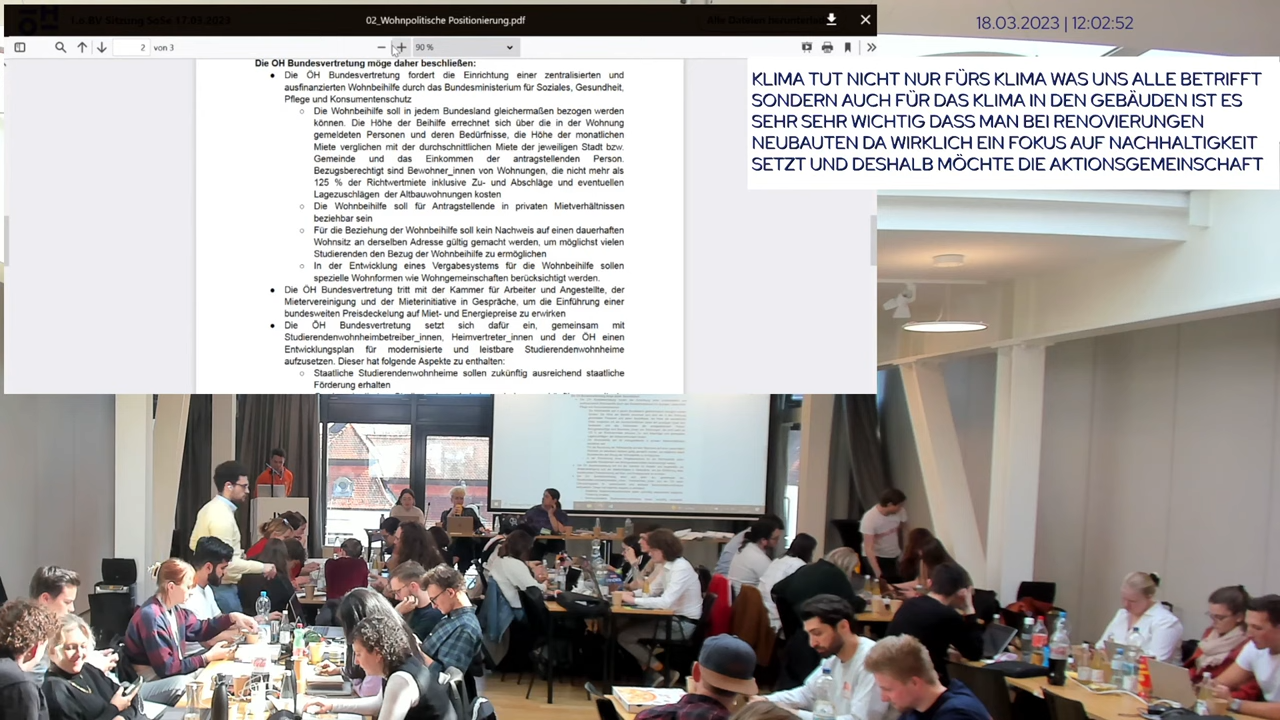 1.o BV Sitzung SoSe 17.03.2023
02_Wohnpolitische Positionierung.pdf
Alle Dateien herunterladen
18.03.2023 | 12:02:52
2 von 3
90 %
Die ÖH Bundesvertretung möge daher beschließen:
● Die ÖH Bundesvertretung fordert die Einrichtung einer zentralisierten und
ausfinanzierten Wohnbeihilfe durch das Bundesministerium für Soziales, Gesundheit,
Pflege und Konsumentenschutz
○ Die Wohnbeihilfe soll in jedem Bundesland gleichermaßen bezogen werden
können. Die Höhe der Beihilfe errechnet sich über die in der Wohnung
gemeldeten Personen und deren Bedürfnisse, die Höhe der monatlichen
Miete verglichen mit der durchschnittlichen Miete der jeweiligen Stadt bzw.
Gemeinde und das Einkommen der antragstellenden Person.
Bezugsberechtigt sind Bewohner_innen von Wohnungen, die nicht mehr als
125 % der Richtwertmiete inklusive Zu- und Abschläge und eventuellen
Lagezuschlägen der Altbauwohnungen kosten
○ Die Wohnbeihilfe soll für Antragstellende in privaten Mietverhältnissen
beziehbar sein
○ Für die Beziehung der Wohnbeihilfe soll kein Nachweis auf einen dauerhaften
Wohnsitz an derselben Adresse gültig gemacht werden, um möglichst vielen
Studierenden den Bezug der Wohnbeihilfe zu ermöglichen
○ In der Entwicklung eines Vergabesystems für die Wohnbeihilfe sollen
spezielle Wohnformen wie Wohngemeinschaften berücksichtigt werden.
● Die ÖH Bundesvertretung tritt mit der Kammer für Arbeiter und Angestellte, der
Mietervereinigung und der Mieterinitiative in Gespräche, um die Einführung einer
bundesweiten Preisdeckelung auf Miet- und Energiepreise zu erwirken
● Die ÖH Bundesvertretung setzt sich dafür ein, gemeinsam mit
Studierendenwohnheimbetreiber_innen, Heimvertreter_innen und der ÖH einen
Entwicklungsplan für modernisierte und leistbare Studierendenwohnheime
aufzusetzen. Dieser hat folgende Aspekte zu enthalten:
○ Staatliche Studierendenwohnheime sollen zukünftig ausreichend staatliche
Förderung erhalten
KLIMA TUT NICHT NUR FÜRS KLIMA WAS UNS ALLE BETRIFFT
SONDERN AUCH FÜR DAS KLIMA IN DEN GEBÄUDEN IST ES
SEHR SEHR WICHTIG DASS MAN BEI RENOVIERUNGEN
NEUBAUTEN DA WIRKLICH EIN FOKUS AUF NACHHALTIGKEIT
SETZT UND DESHALB MÖCHTE DIE AKTIONSGEMEINSCHAFT